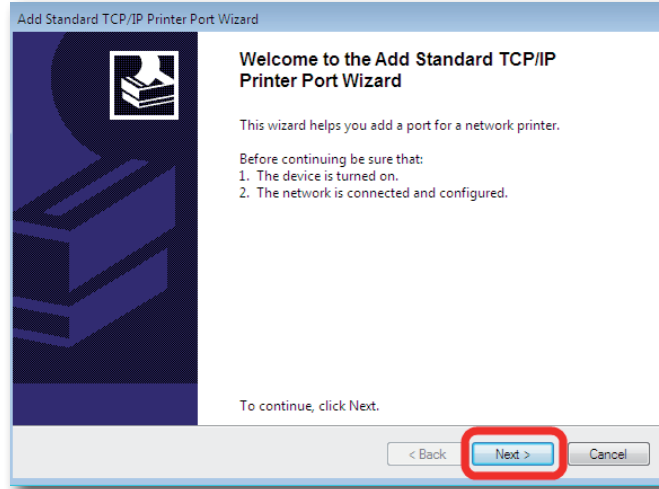 Add Standard TCP/IP Printer Port Wizard
Welcome to the Add Standard TCP/IP
Printer Port Wizard
This wizard helps you add a port for a network printer.
Before continuing be sure that:
1. The device is turned on.
2. The network is connected and configured.
To continue, click Next.
< Back Next > Cancel